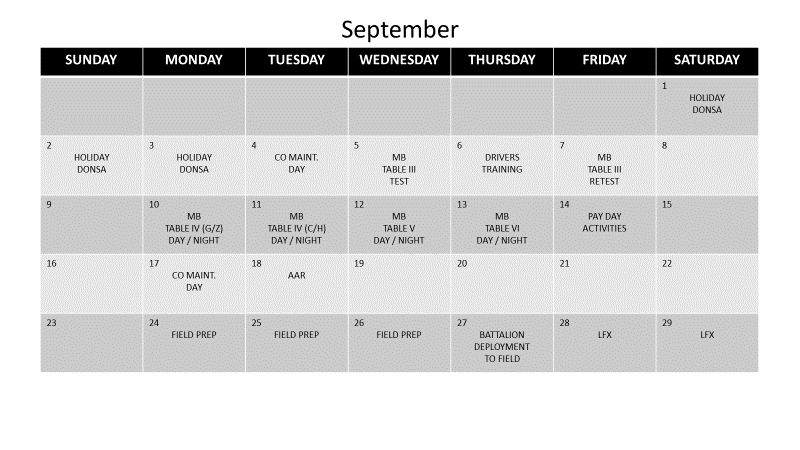 September
SUNDAY MONDAY TUESDAY WEDNESDAY THURSDAY FRIDAY SATURDAY
1
HOLIDAY
DONSA
2
HOLIDAY
DONSA
3
HOLIDAY
DONSA
4
CO MAINT.
DAY
5
MB
TABLE III
TEST
6
DRIVERS
TRAINING
7
MB
TABLE III
RETEST
8
9
10
MB
TABLE IV (G/Z)
DAY / NIGHT
11
MB
TABLE IV (C/H)
DAY / NIGHT
12
MB
TABLE V
DAY / NIGHT
13
MB
TABLE VI
DAY / NIGHT
14
PAY DAY
ACTIVITIES
15
16
17
CO MAINT.
DAY
18
AAR
19
20
21
22
23
24
FIELD PREP
25
FIELD PREP
26
FIELD PREP
27
BATTALION
DEPLOYMENT
TO FIELD
28
LFX
29
LFX